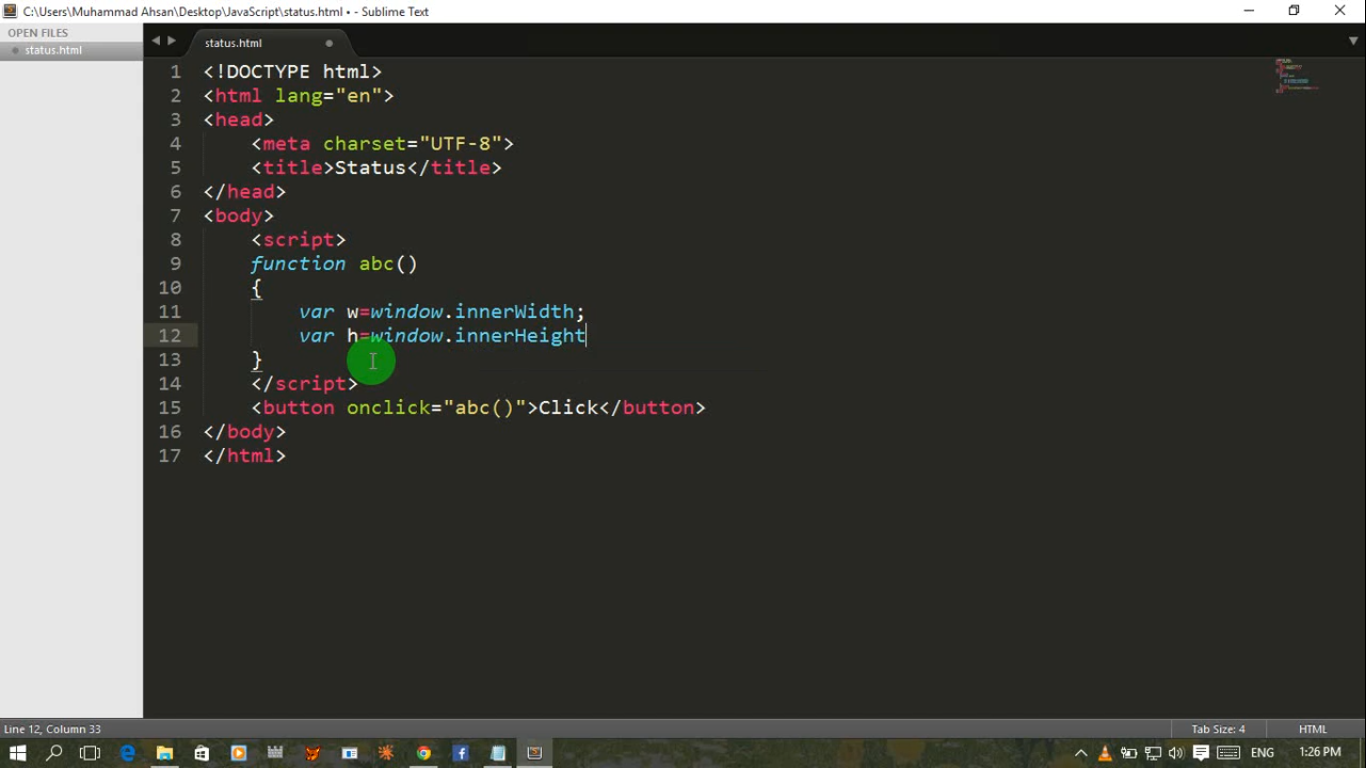 C:\Users\Muhammad Ahsan\Desktop\JavaScript\status.html • - Sublime Text
OPEN FILES
status.html
status.html
1 <!DOCTYPE html>
2 <html lang="en">
3 <head>
4 <meta charset="UTF-8">
5 <title>Status</title>
6 </head>
7 <body>
8 <script>
9 function abc()
10 {
11 var w=window.innerWidth;
12 var h=window.innerHeight
13 }
14 </script>
15 <button onclick="abc()">Click</button>
16 </body>
17 </html>
Line 12, Column 33 Tab Size: 4 HTML
ENG 1:26 PM